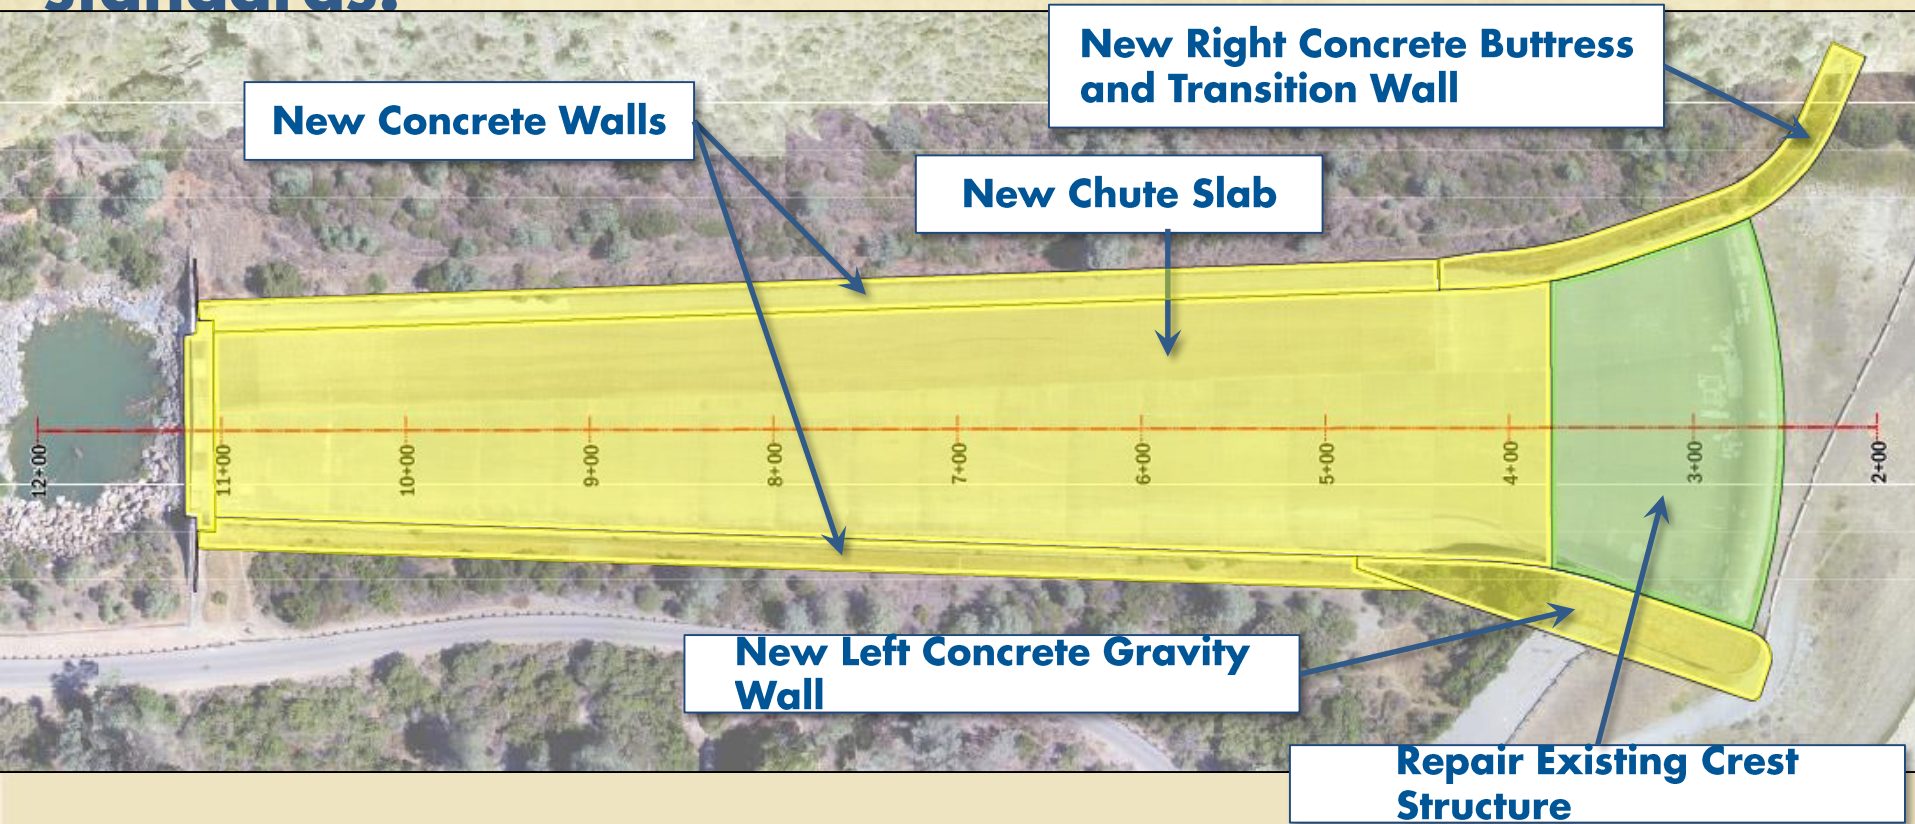 standards.
New Right Concrete Buttress
and Transition Wall
New Concrete Walls
New Chute Slab
12+00
11+00
10+00
9+00
8+00
7+00
6+00
5+00
4+00
3+00
2+00
New Left Concrete Gravity
Wall
Repair Existing Crest
Structure